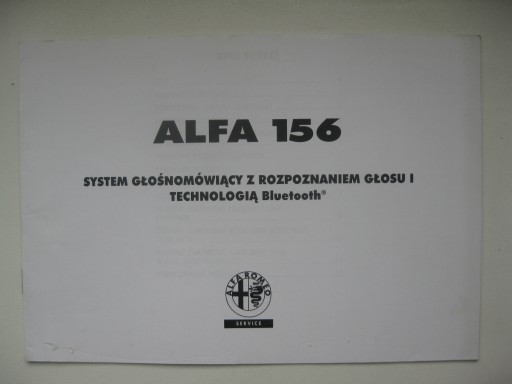 ALFA 156
SYSTEM GŁOŚNOMÓWIĄCY Z ROZPOZNANIEM GŁOSU I
TECHNOLOGIĄ Bluetooth®
ALFA ROMEO
SERVICE